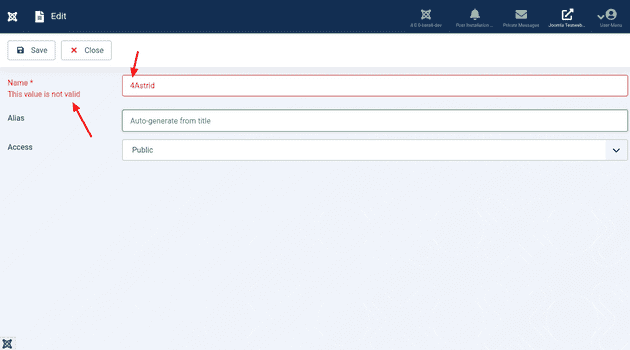 Edit
4.0.0-beta6-dev
Post Installation ...
Private Messages
Joomla Testweb...
User Menu
Save
Close
Name *
This value is not valid
4Astrid
Alias
Auto-generate from title
Access
Public